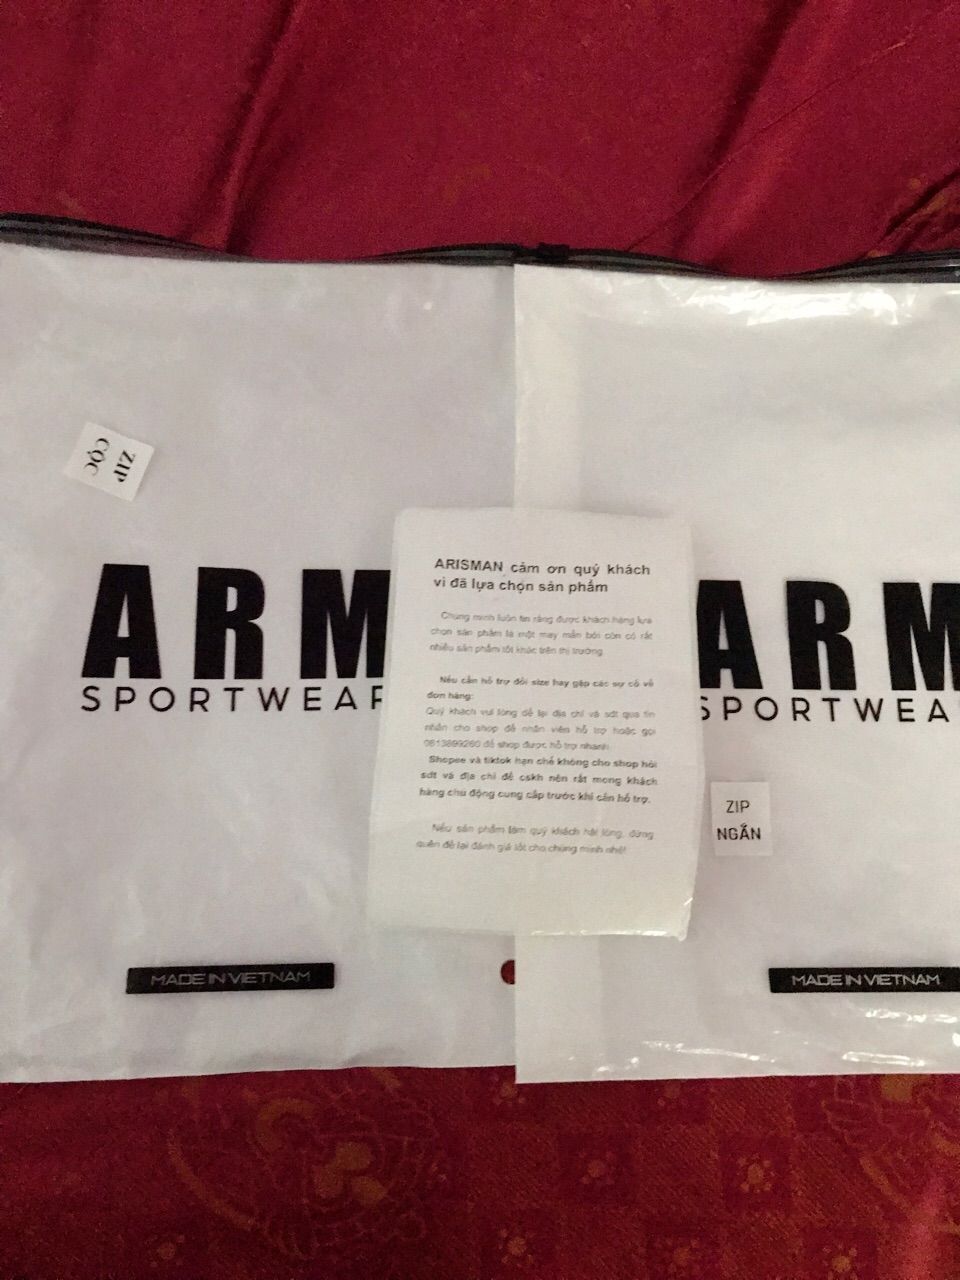 ZIP
CỌC
ARM
SPORTWEAR
MADE IN VIETNAM
ARISMAN cảm ơn quý khách
vì đã lựa chọn sản phẩm
Chúng mình luôn tin rằng được khách hàng lựa
chọn sản phẩm là một may mắn bởi còn có rất
nhiều sản phẩm tốt khác trên thị trường
Nếu cần hỗ trợ đổi size hay gặp các sự cố về
đơn hàng:
Quý khách vui lòng để lại địa chỉ và sdt qua tin
nhắn cho shop để nhân viên hỗ trợ hoặc gọi
0813899260 để shop được hỗ trợ nhanh
Shopee và tiktok hạn chế không cho shop hỏi
sdt và địa chỉ để cskh nên rất mong khách
hàng chủ động cung cấp trước khi cần hỗ trợ.
Nếu sản phẩm làm quý khách hài lòng, đừng
quên để lại đánh giá tốt cho chúng mình nhé!
ARM
SPORTWEA
ZIP
NGẮN
MADE IN VIETNAM